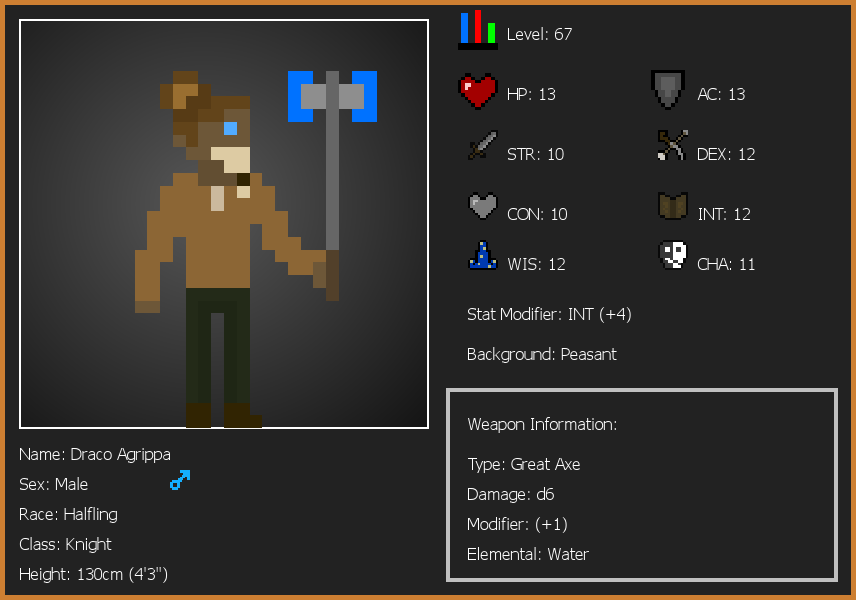 Level: 67
HP: 13
AC: 13
STR: 10
DEX: 12
CON: 10
INT: 12
WIS: 12
CHA: 11
Stat Modifier: INT (+4)
Background: Peasant
Weapon Information:
Type: Great Axe
Damage: d6
Modifier: (+1)
Elemental: Water
Name: Draco Agrippa
Sex: Male
Race: Halfling
Class: Knight
Height: 130cm (4'3")